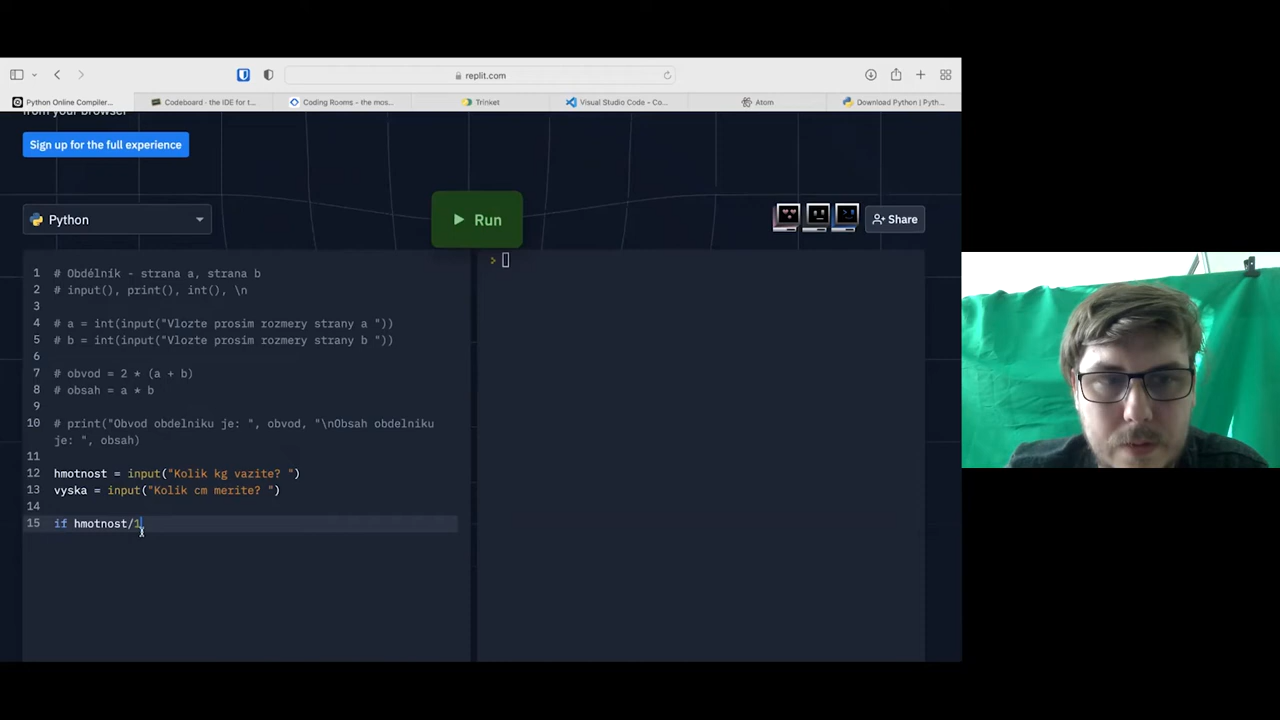 replit.com
Python Online Compiler...
Codeboard - the IDE for t...
Coding Rooms - the mos...
Trinket
Visual Studio Code - Co...
Atom
Download Python | Pyth...
from your browser
Sign up for the full experience
Python
Run
Share
1 # Obdélník - strana a, strana b
2 # input(), print(), int(), \n
3
4 # a = int(input("Vlozte prosim rozmery strany a "))
5 # b = int(input("Vlozte prosim rozmery strany b "))
6
7 # obvod = 2 * (a + b)
8 # obsah = a * b
9
10 # print("Obvod obdelniku je: ", obvod, "\nObsah obdelniku
je: ", obsah)
11
12 hmotnost = input("Kolik kg vazite? ")
13 vyska = input("Kolik cm merite? ")
14
15 if hmotnost/1